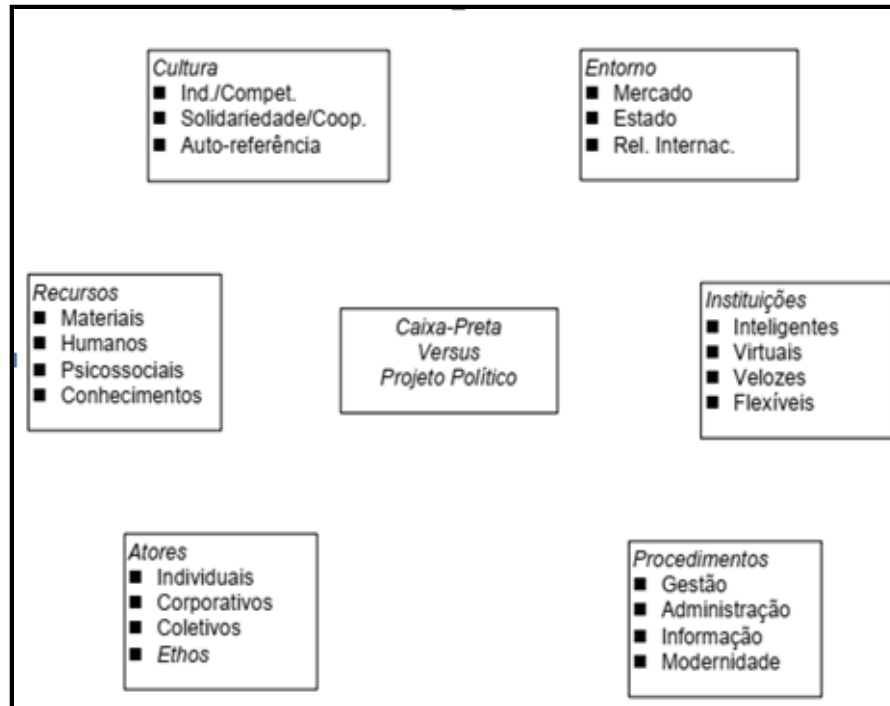 Cultura
■ Ind./Compet.
■ Solidariedade/Coop.
■ Auto-referência
Entorno
■ Mercado
■ Estado
■ Rel. Internac.
Recursos
■ Materiais
■ Humanos
■ Psicossociais
■ Conhecimentos
Caixa-Preta
Versus
Projeto Político
Instituições
■ Inteligentes
■ Virtuais
■ Velozes
■ Flexíveis
Atores
■ Individuais
■ Corporativos
■ Coletivos
■ Ethos
Procedimentos
■ Gestão
■ Administração
■ Informação
■ Modernidade